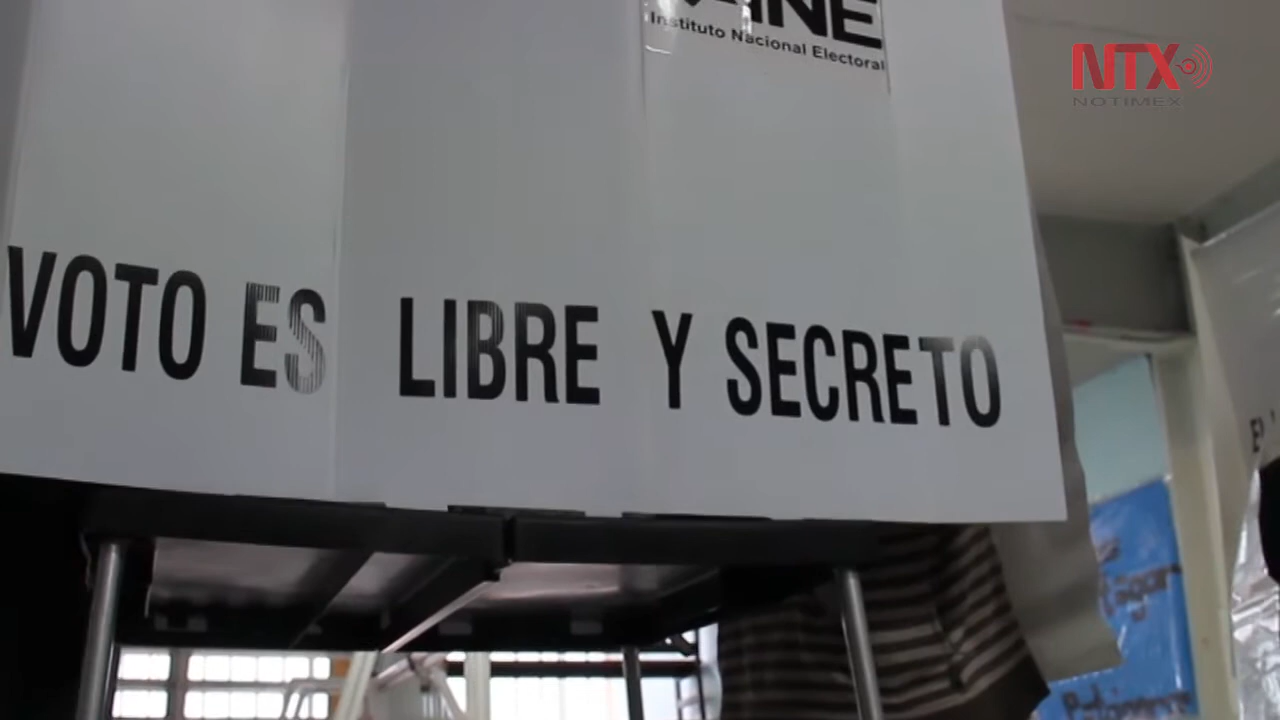 INE
Instituto Nacional Electoral
NTX
NOTIMEX
VOTO ES LIBRE Y SECRETO